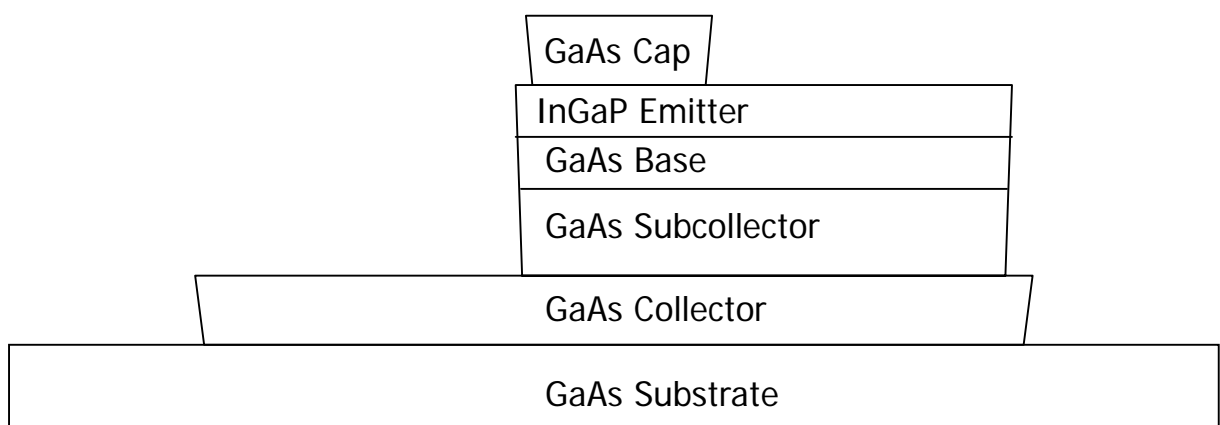 GaAs Cap
InGaP Emitter
GaAs Base
GaAs Subcollector
GaAs Collector
GaAs Substrate